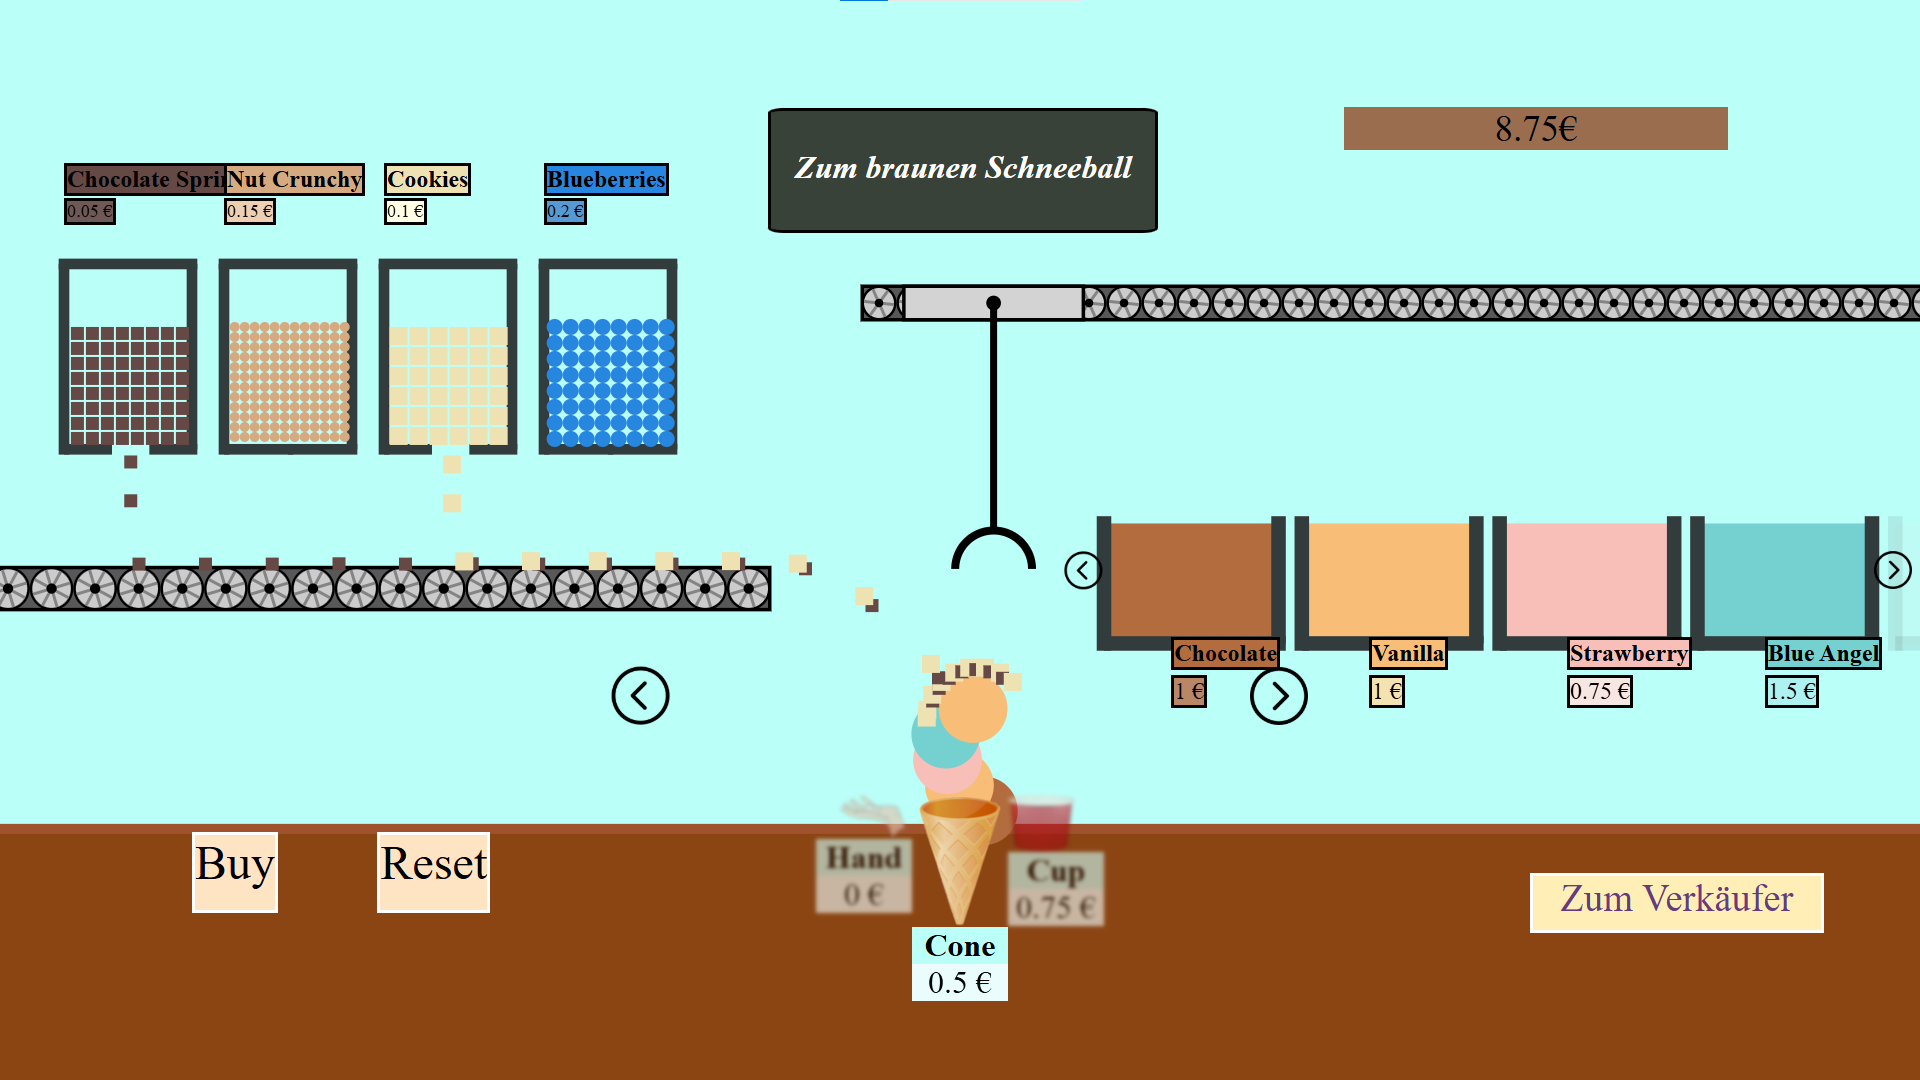 Zum braunen Schneeball
8.75€
Chocolate Sprin
0.05 €
Nut Crunchy
0.15 €
Cookies
0.1 €
Blueberries
0.2 €
Chocolate
1 €
Vanilla
1 €
Strawberry
0.75 €
Blue Angel
1.5 €
Buy
Reset
Hand
0 €
Cone
0.5 €
Cup
0.75 €
Zum Verkäufer